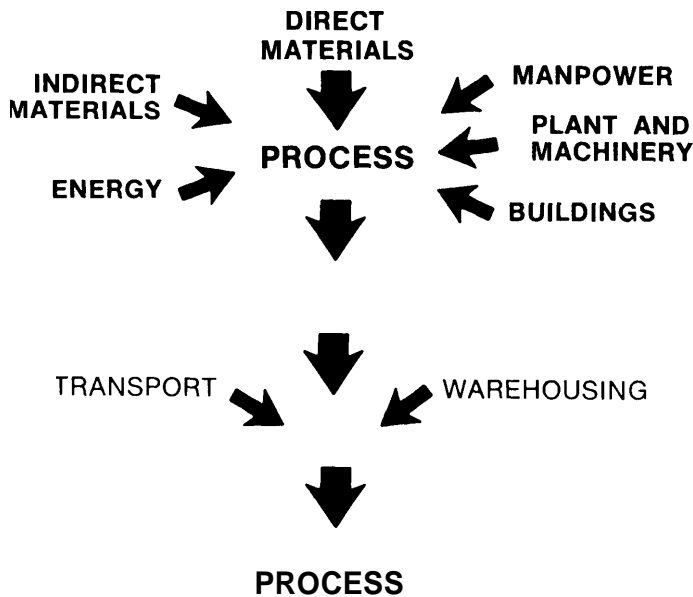 DIRECT
MATERIALS
INDIRECT
MATERIALS
MANPOWER
PLANT AND
MACHINERY
PROCESS
ENERGY
BUILDINGS
TRANSPORT
WAREHOUSING
PROCESS